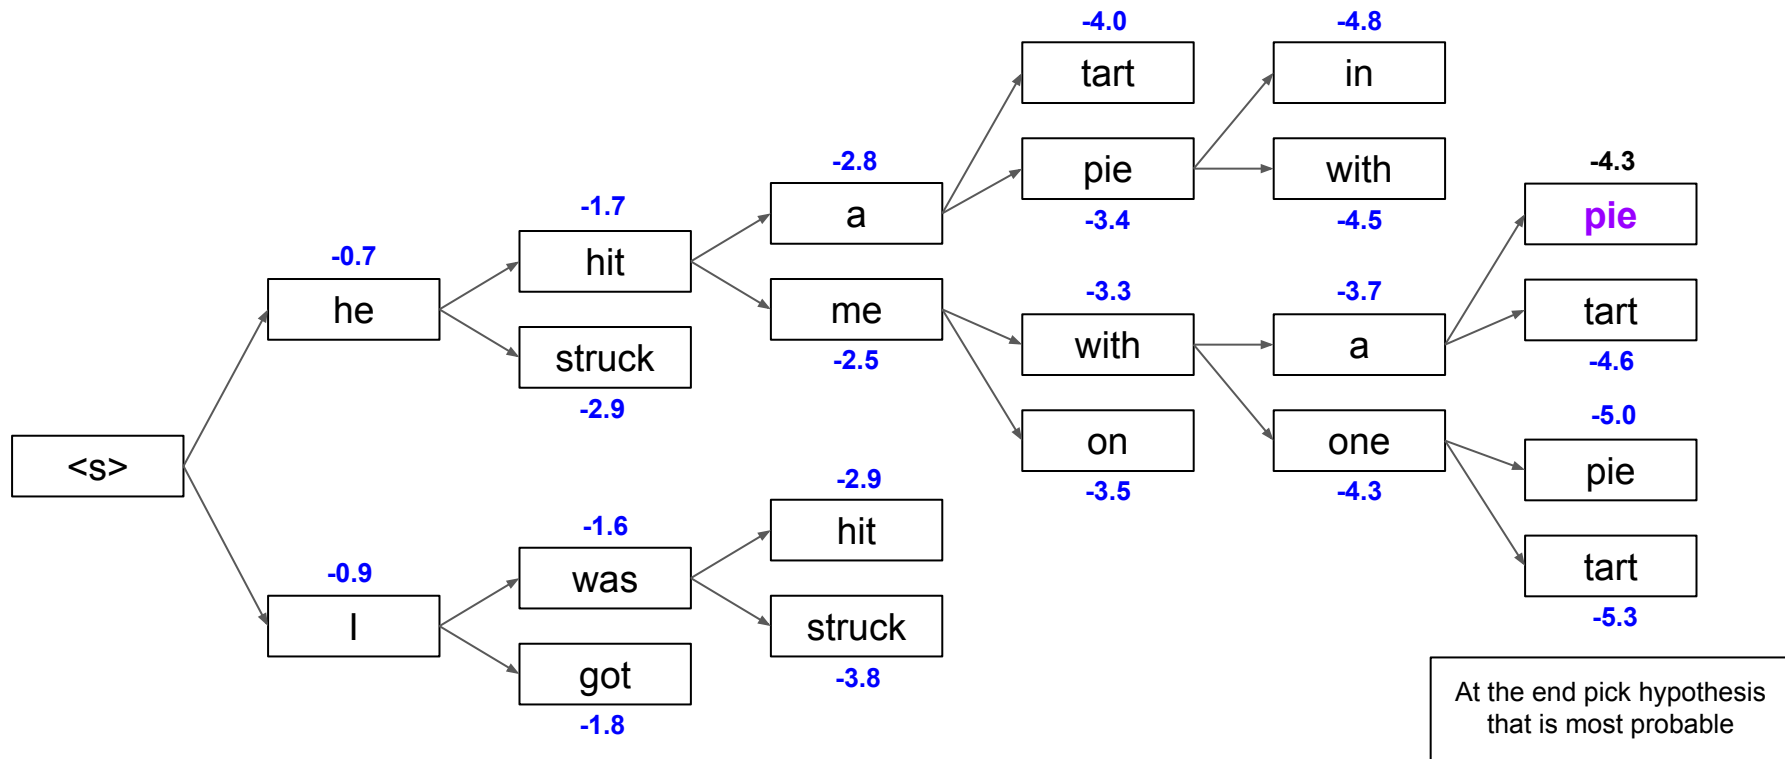 -4.0
-4.8
tart
in
-2.8
pie
with
-4.3
-1.7
a
-3.4
-4.5
pie
-0.7
hit
he
me
-3.3
-3.7
tart
struck
-2.5
with
a
-4.6
-2.9
-5.0
<s>
on
one
pie
-2.9
-3.5
-4.3
-1.6
hit
-0.9
was
tart
I
struck
-5.3
got
-3.8
-1.8
At the end pick hypothesis
that is most probable